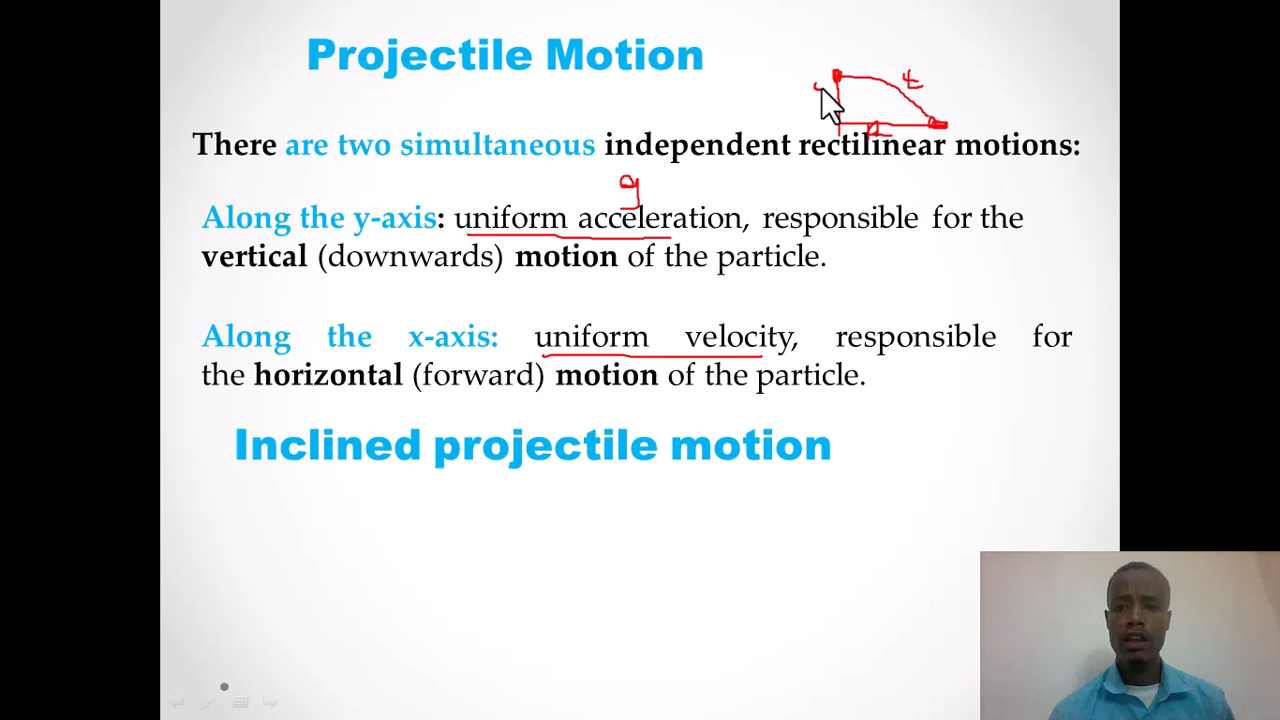 Projectile Motion
t
There are two simultaneous independent rectilinear motions:
g
Along the y-axis: uniform acceleration, responsible for the
vertical (downwards) motion of the particle.
Along the x-axis: uniform velocity, responsible for
the horizontal (forward) motion of the particle.
Inclined projectile motion